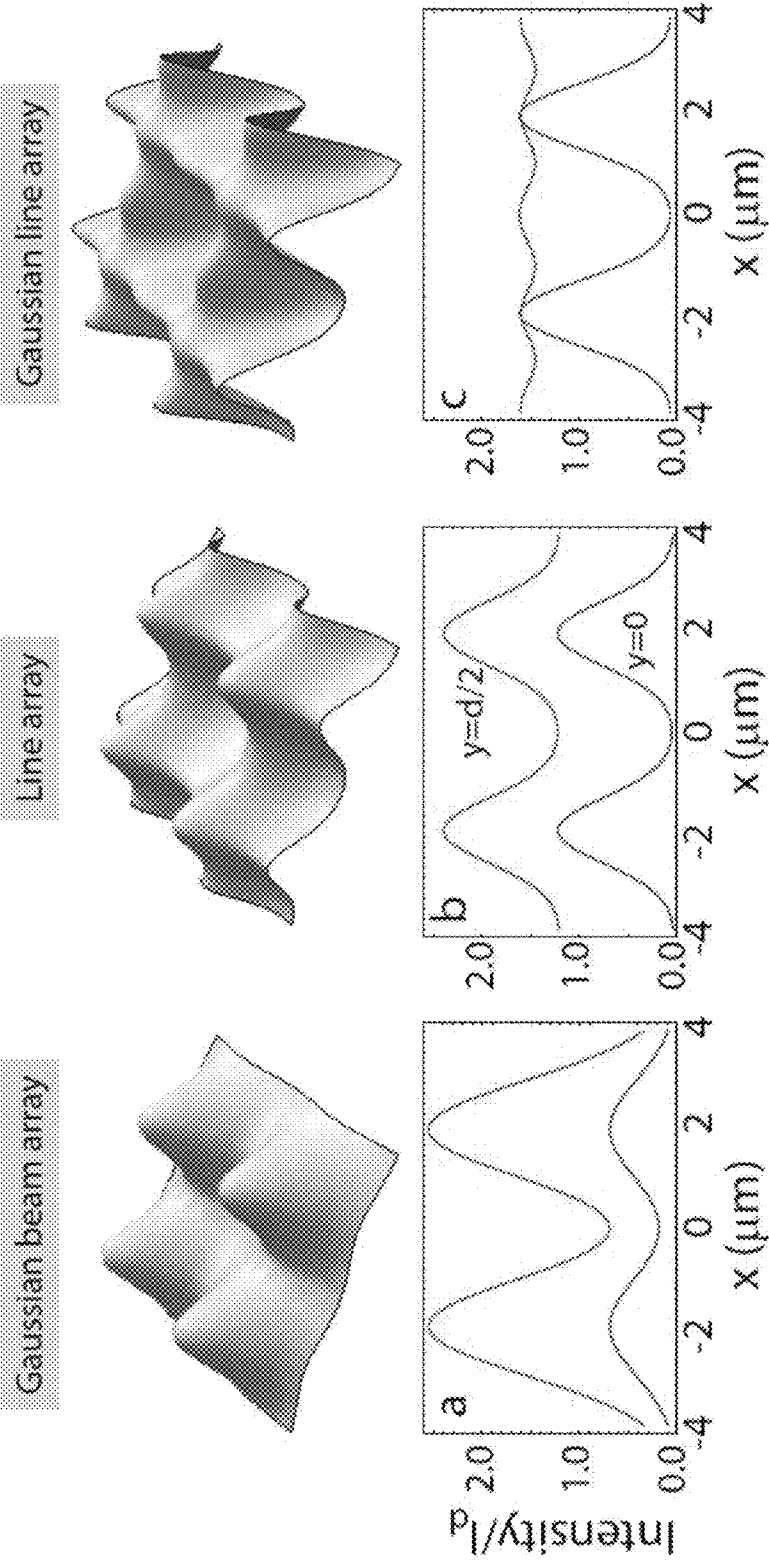 Gaussian beam array
Line array
Gaussian line array
Intensity/I_d
2.0
1.0
0.0
a
-4
-2
0
2
4
x (μm)
2.0
1.0
0.0
b
y=d/2
y=0
-4
-2
0
2
4
x (μm)
2.0
1.0
0.0
c
-4
-2
0
2
4
x (μm)